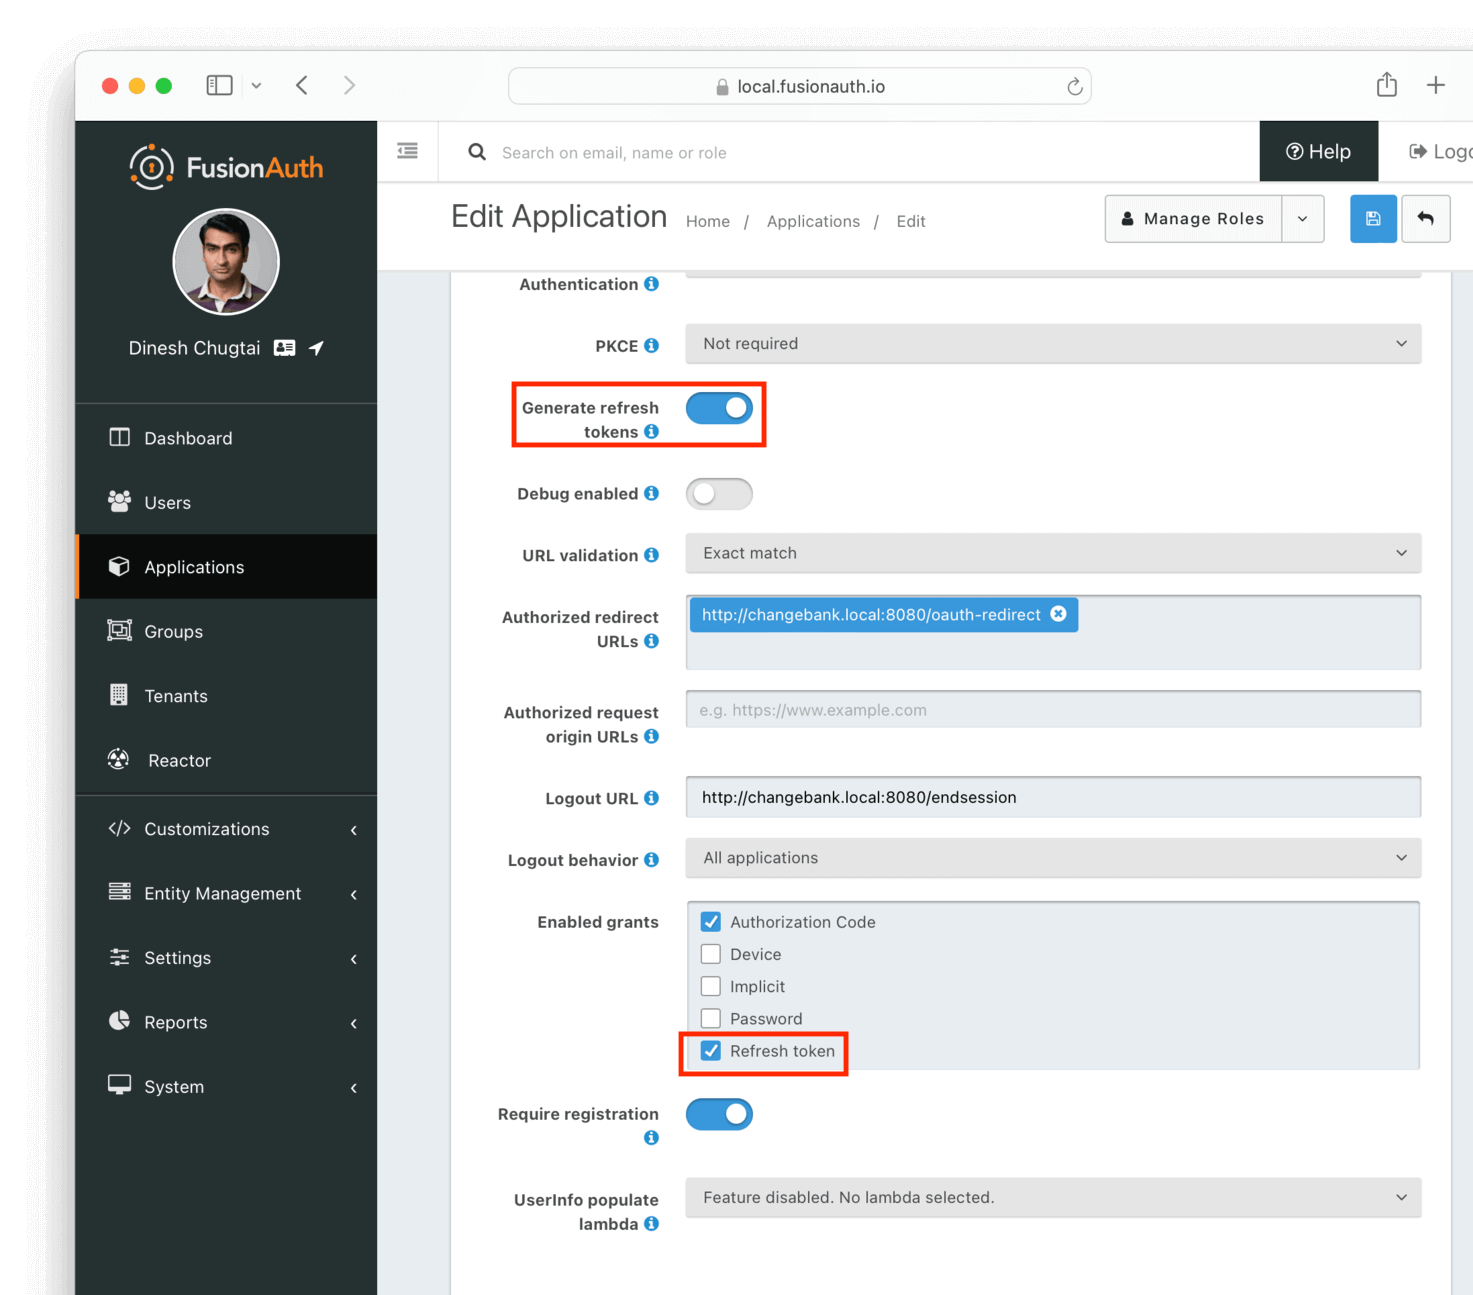 local.fusionauth.io
FusionAuth
Search on email, name or role
Help
Logo
Edit Application
Home / Applications / Edit
Manage Roles
Dinesh Chugtai
Dashboard
Users
Applications
Groups
Tenants
Reactor
Customizations
Entity Management
Settings
Reports
System
Authentication
PKCE
Not required
Generate refresh
tokens
Debug enabled
URL validation
Exact match
Authorized redirect
URLs
http://changebank.local:8080/oauth-redirect
Authorized request
origin URLs
e.g. https://www.example.com
Logout URL
http://changebank.local:8080/endsession
Logout behavior
All applications
Enabled grants
Authorization Code
Device
Implicit
Password
Refresh token
Require registration
UserInfo populate
lambda
Feature disabled. No lambda selected.